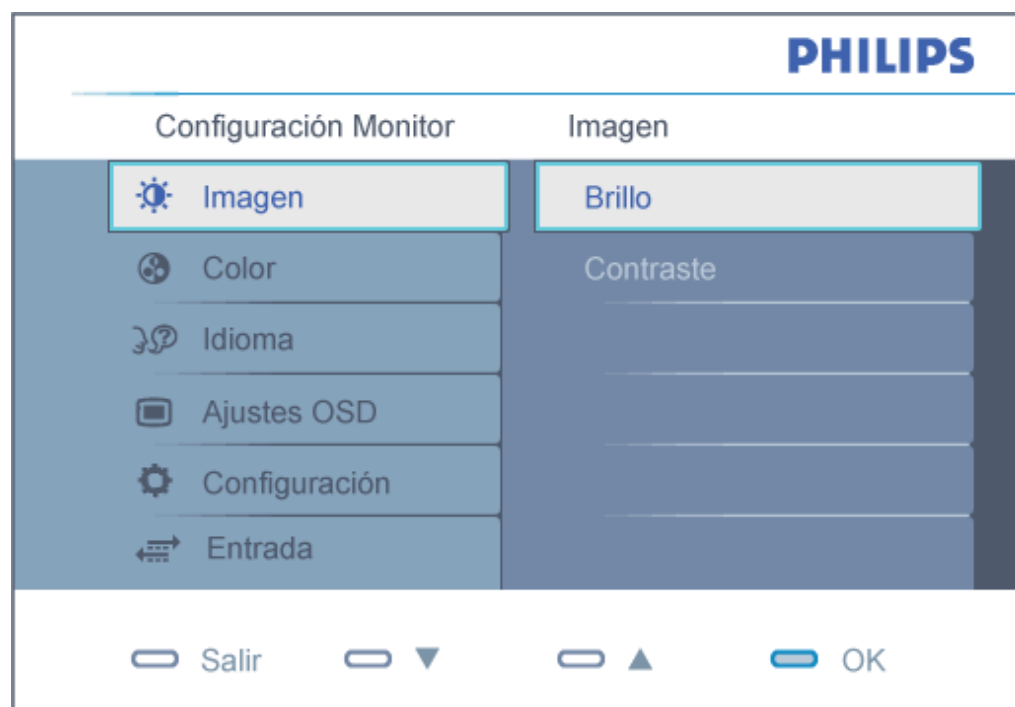 PHILIPS
Configuración Monitor Imagen
Imagen Brillo
Color Contraste
Idioma
Ajustes OSD
Configuración
Entrada
Salir ▼ ▲ OK